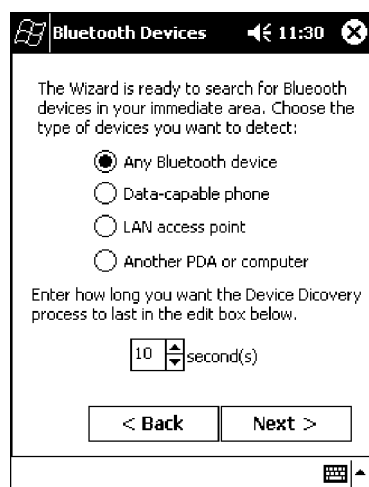 Bluetooth Devices 11:30
The Wizard is ready to search for Blueooth
devices in your immediate area. Choose the
type of devices you want to detect:
Any Bluetooth device
Data-capable phone
LAN access point
Another PDA or computer
Enter how long you want the Device Dicovery
process to last in the edit box below.
10 second(s)
< Back Next >